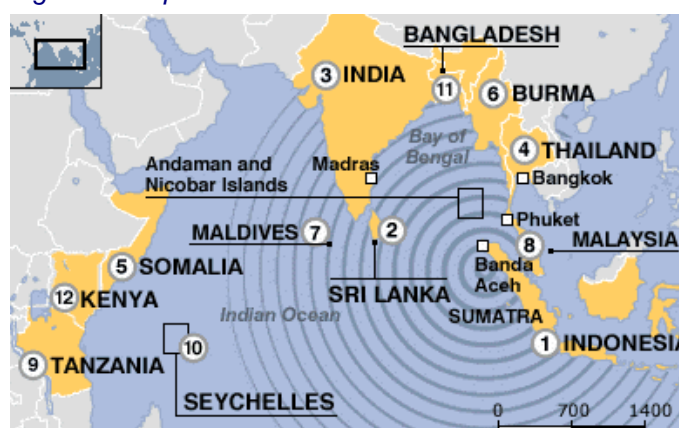 BANGLADESH
3 INDIA
11
6 BURMA
Bay of
Bengal
4 THAILAND
Andaman and
Nicobar Islands
Madras
Bangkok
Phuket
MALDIVES 7
2
8
MALAYSIA
5 SOMALIA
Banda
Aceh
SRI LANKA
12 KENYA
Indian Ocean
SUMATRA
1 INDONESIA
10
9 TANZANIA
SEYCHELLES
0 700 1400